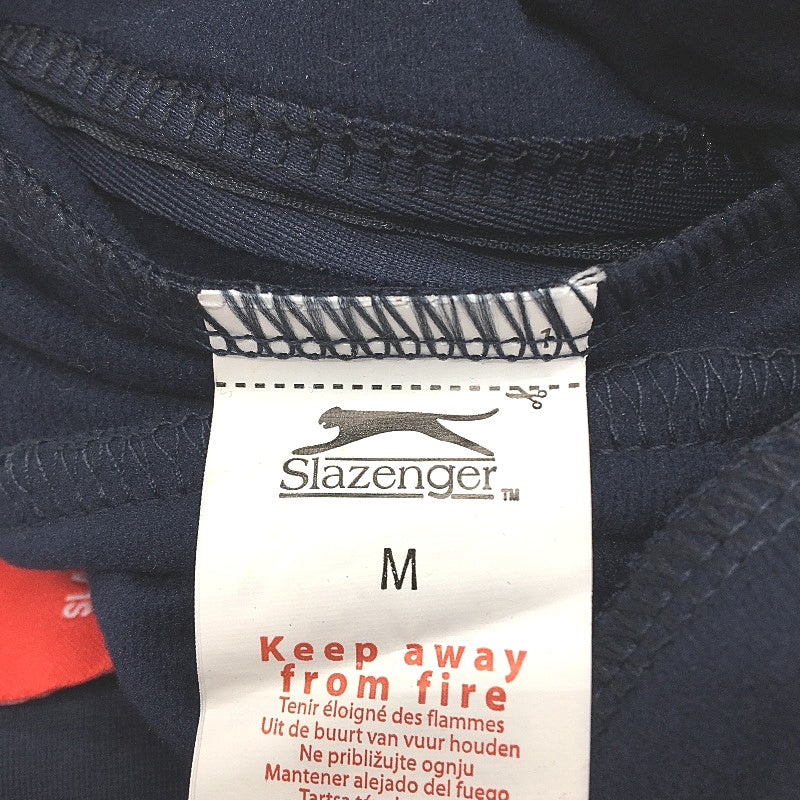 Slazenger™
M
Keep away
from fire
Tenir éloigné des flammes
Uit de buurt van vuur houden
Ne približujte ognju
Mantener alejado del fuego